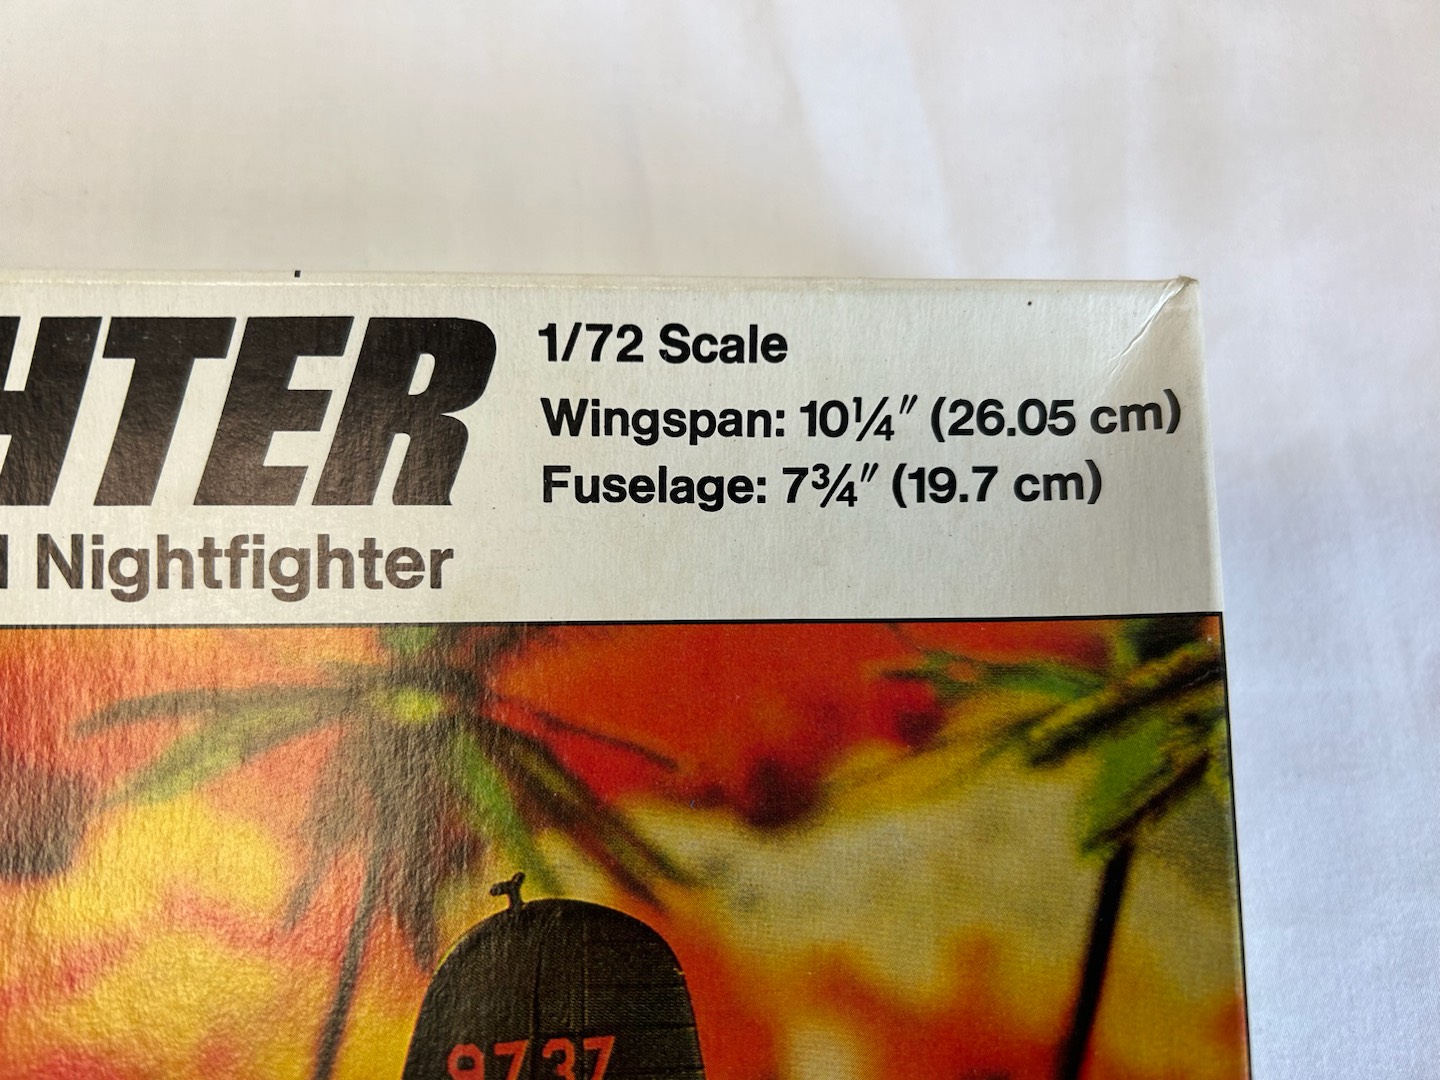 HTER
1/72 Scale
Wingspan: 10¼″ (26.05 cm)
Fuselage: 7¾″ (19.7 cm)
Nightfighter
9737